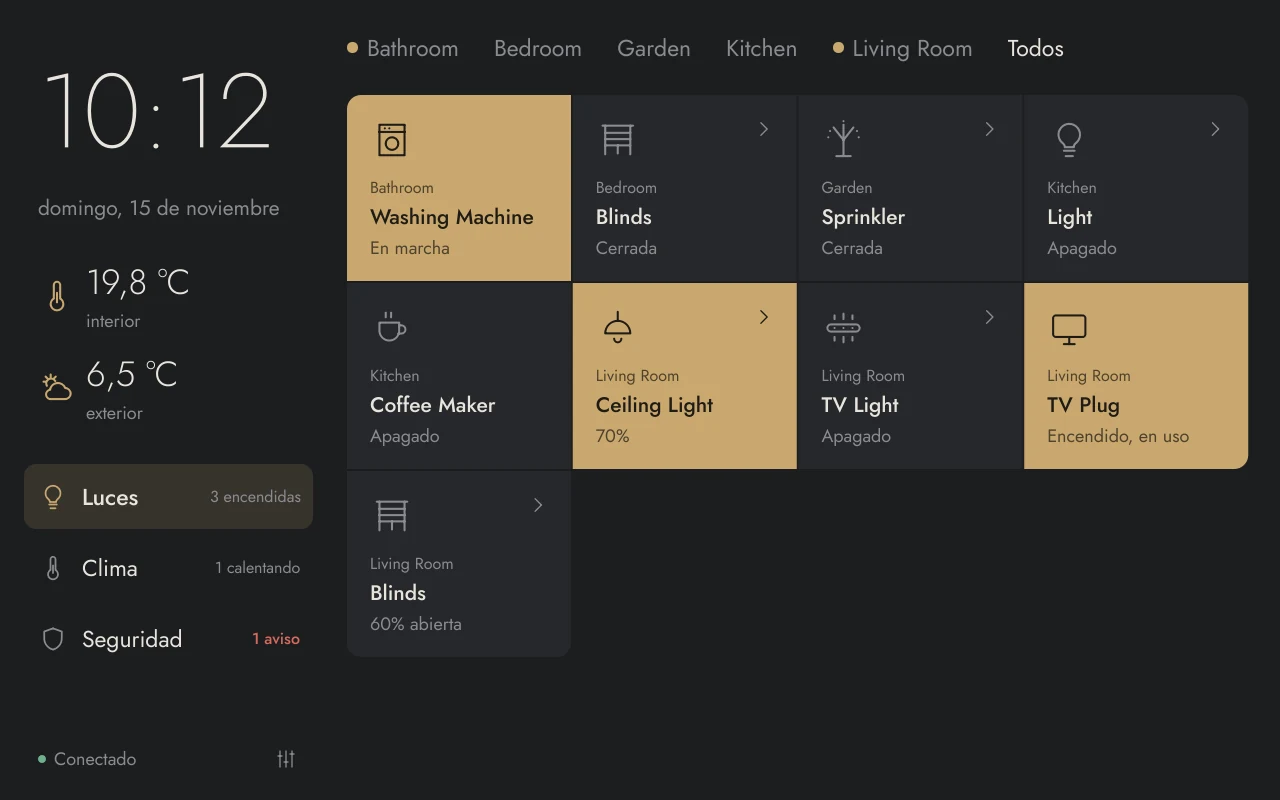 10:12
domingo, 15 de noviembre
19,8 °C
interior
6,5 °C
exterior
Luces 3 encendidas
Clima 1 calentando
Seguridad 1 aviso
Conectado
Bathroom Bedroom Garden Kitchen Living Room Todos
Bathroom
Washing Machine
En marcha
Bedroom
Blinds
Cerrada
Garden
Sprinkler
Cerrada
Kitchen
Light
Apagado
Kitchen
Coffee Maker
Apagado
Living Room
Ceiling Light
70%
Living Room
TV Light
Apagado
Living Room
TV Plug
Encendido, en uso
Living Room
Blinds
60% abierta